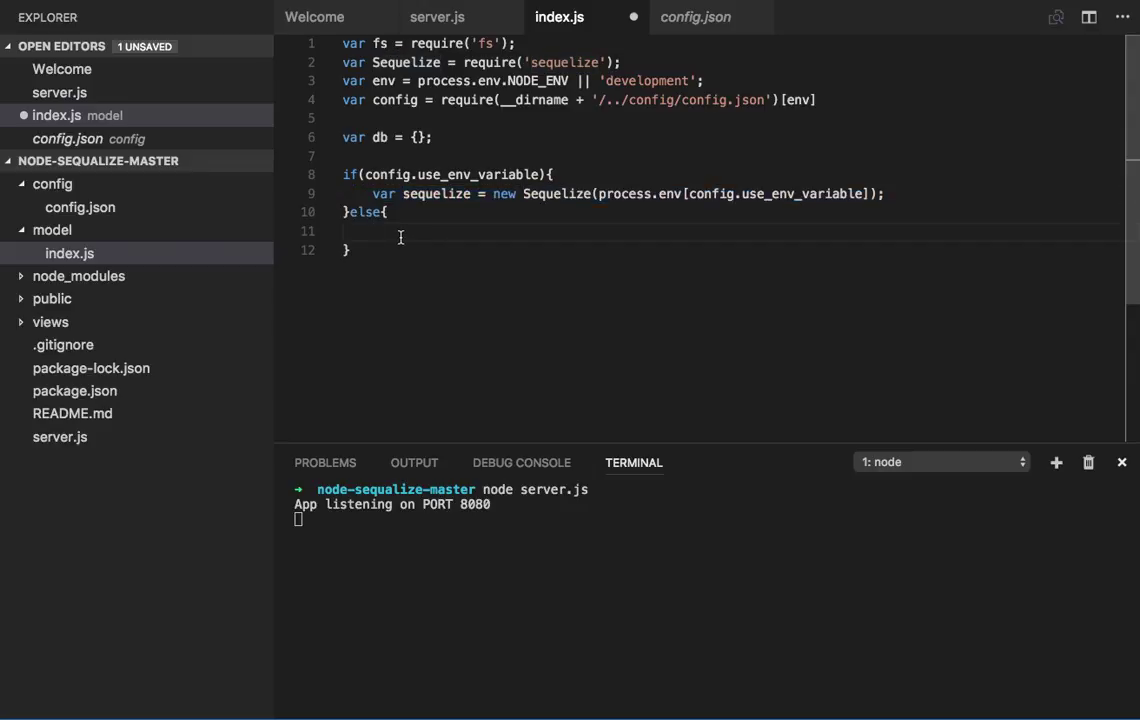 EXPLORER
OPEN EDITORS 1 UNSAVED
Welcome
server.js
index.js model
config.json config
NODE-SEQUALIZE-MASTER
config
config.json
model
index.js
node_modules
public
views
.gitignore
package-lock.json
package.json
README.md
server.js
Welcome server.js index.js config.json
1 var fs = require('fs');
2 var Sequelize = require('sequelize');
3 var env = process.env.NODE_ENV || 'development';
4 var config = require(__dirname + '/../config/config.json')[env]
5
6 var db = {};
7
8 if(config.use_env_variable){
9 var sequelize = new Sequelize(process.env[config.use_env_variable]);
10 }else{
11
12 }
PROBLEMS OUTPUT DEBUG CONSOLE TERMINAL 1: node
➜ node-sequalize-master node server.js
App listening on PORT 8080